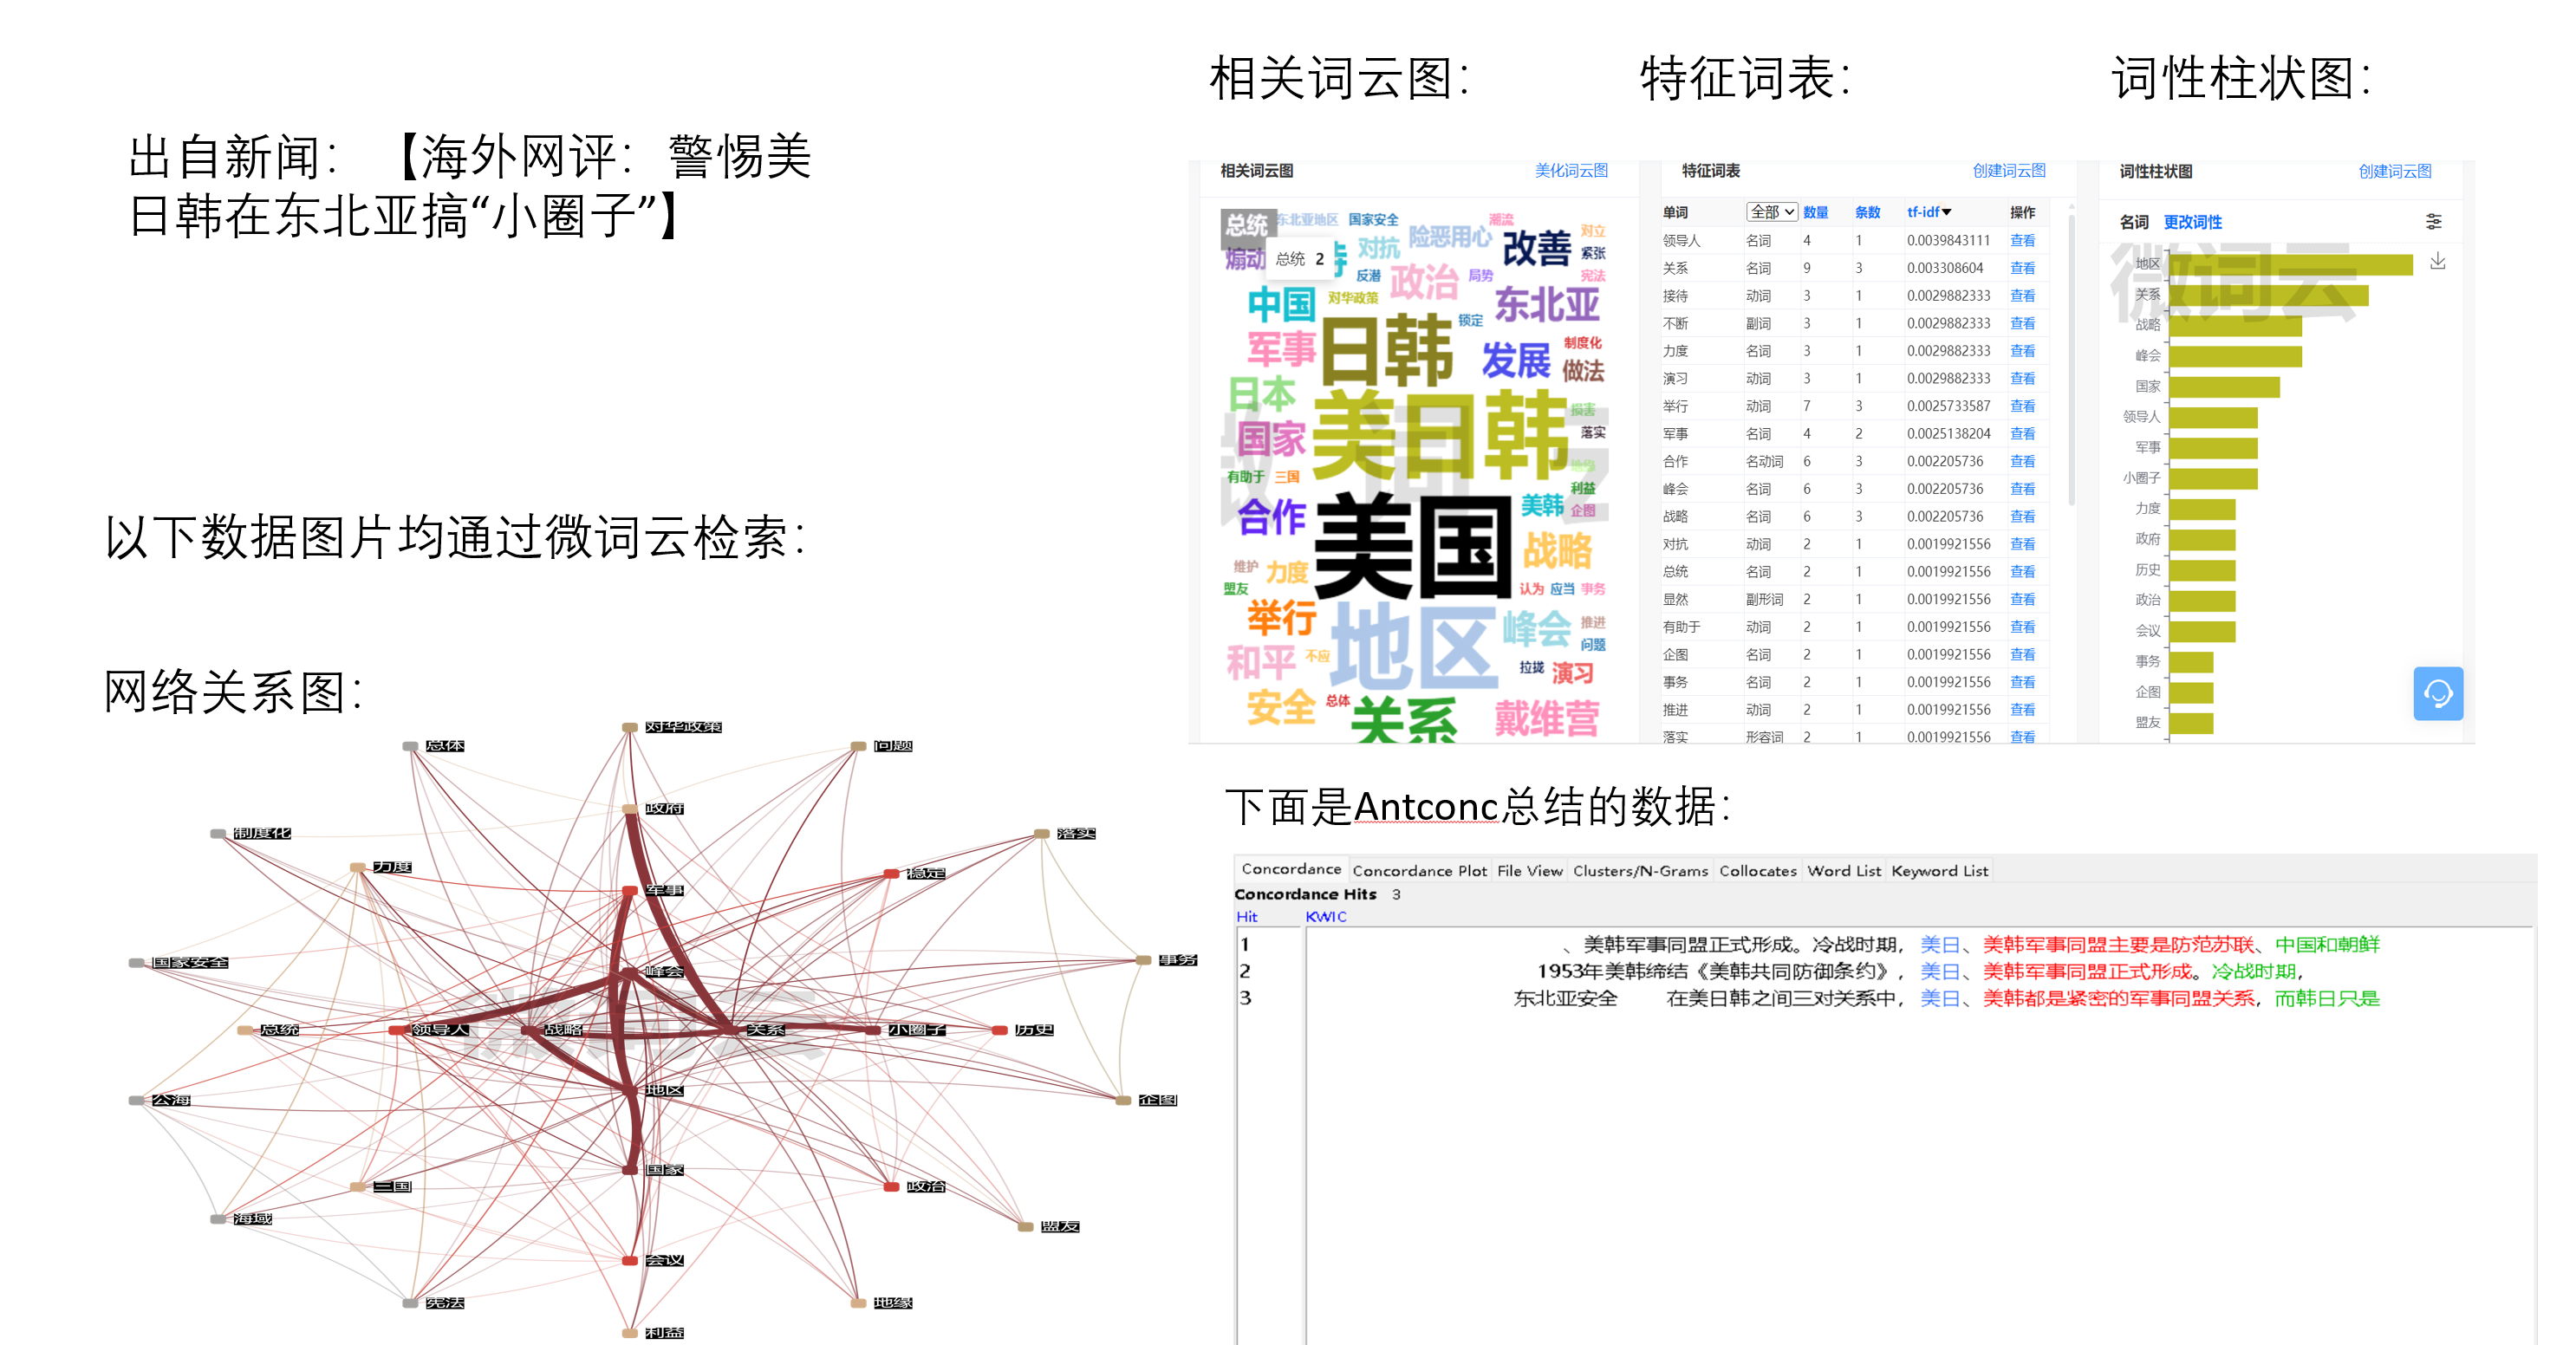 出自新闻：【海外网评：警惕美
日韩在东北亚搞“小圈子”】
以下数据图片均通过微词云检索：
网络关系图：
对华政策
总体
问题
政府
制度化
落实
力度
稳定
军事
国家安全
事务
峰会
总统
领导人
战略
关系
小圈子
历史
地区
公海
企图
国家
三国
政治
海域
盟友
会议
宪法
地缘
利益
相关词云图：
特征词表：
词性柱状图：
相关词云图 美化词云图
总统
东北亚地区 国家安全 潮流
险恶用心 改善 对立
煽动 总统 2 对抗 紧张
反潜 政治 局势 宪法
中国 对华政策 东北亚
军事 日韩 锁定 发展 制度化
做法
日本
国家 美日韩 损害
落实
有助于 三国
合作 美国 美韩 利益
企图
战略
维护 力度
盟友 认为 应当 事务
举行 地区 峰会 推进
问题
和平 不应 拉拢 演习
安全 总体 关系 戴维营
特征词表 创建词云图
单词 全部 数量 条数 tf-idf▼ 操作
领导人 名词 4 1 0.0039843111 查看
关系 名词 9 3 0.003308604 查看
接待 动词 3 1 0.0029882333 查看
不断 副词 3 1 0.0029882333 查看
力度 名词 3 1 0.0029882333 查看
演习 动词 3 1 0.0029882333 查看
举行 动词 7 3 0.0025733587 查看
军事 名词 4 2 0.0025138204 查看
合作 名动词 6 3 0.002205736 查看
峰会 名词 6 3 0.002205736 查看
战略 名词 6 3 0.002205736 查看
对抗 动词 2 1 0.0019921556 查看
总统 名词 2 1 0.0019921556 查看
显然 副形词 2 1 0.0019921556 查看
有助于 动词 2 1 0.0019921556 查看
企图 名词 2 1 0.0019921556 查看
事务 名词 2 1 0.0019921556 查看
推进 动词 2 1 0.0019921556 查看
落实 形容词 2 1 0.0019921556 查看
词性柱状图 创建词云图
名词 更改词性
微词云
地区
关系
战略
峰会
国家
领导人
军事
小圈子
力度
政府
历史
政治
会议
事务
企图
盟友
下面是Antconc总结的数据：
Concordance Concordance Plot File View Clusters/N-Grams Collocates Word List Keyword List
Concordance Hits 3
Hit KWIC
1 、美韩军事同盟正式形成。冷战时期，美日、美韩军事同盟主要是防范苏联、中国和朝鲜
2 1953年美韩缔结《美韩共同防御条约》，美日、美韩军事同盟正式形成。冷战时期，
3 东北亚安全 在美日韩之间三对关系中，美日、美韩都是紧密的军事同盟关系，而韩日只是